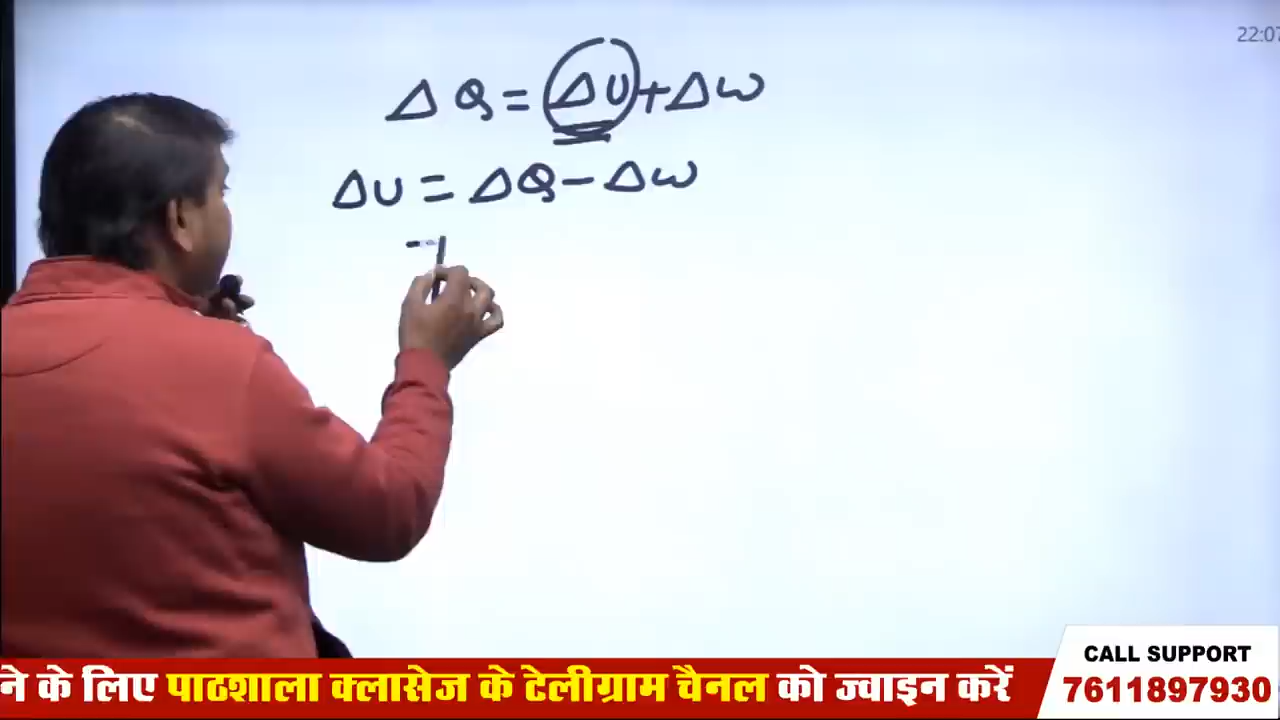 22:07
ΔQ = ΔU + ΔW
ΔU = ΔQ - ΔW
ने के लिए पाठशाला क्लासेज के टेलीग्राम चैनल को ज्वाइन करें
CALL SUPPORT
7611897930